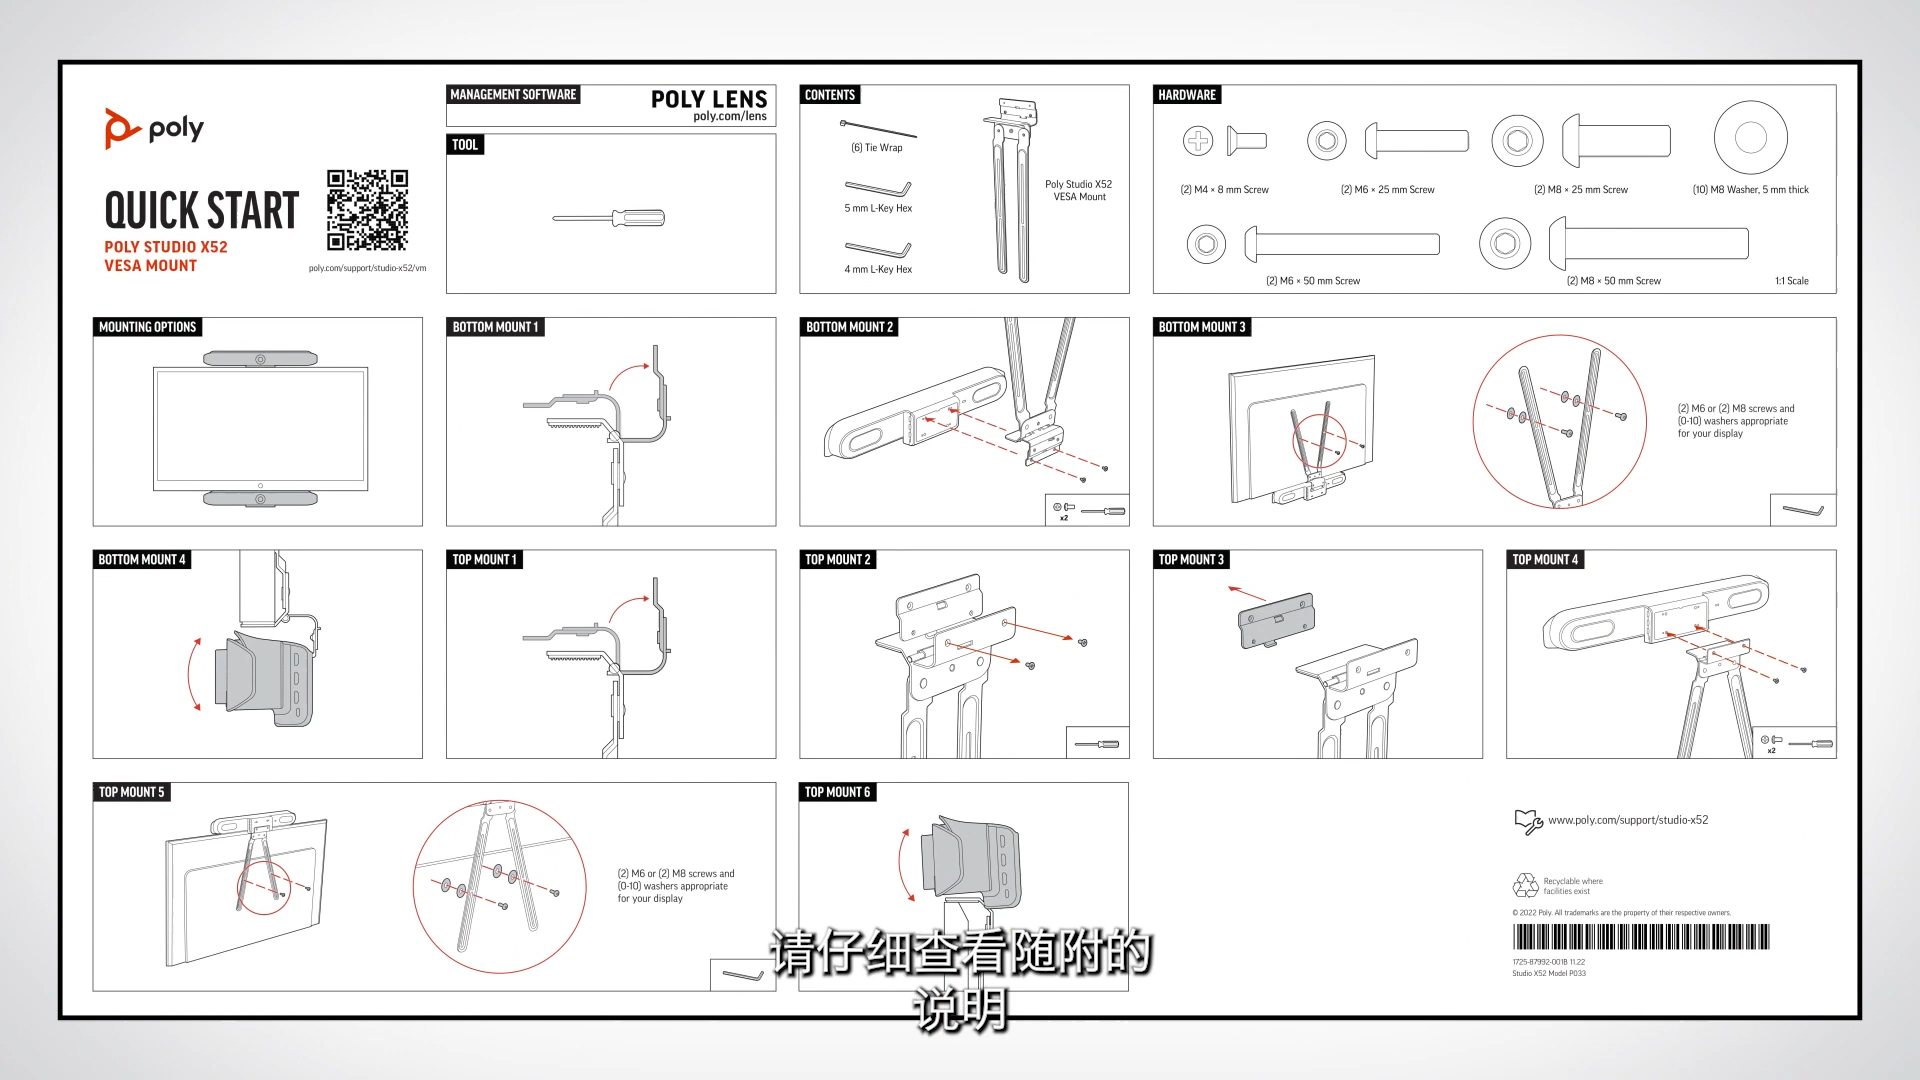 poly
QUICK START
POLY STUDIO X52
VESA MOUNT
poly.com/support/studio-x52/vm
MANAGEMENT SOFTWARE
POLY LENS
poly.com/lens
TOOL
CONTENTS
(6) Tie Wrap
5 mm L-Key Hex
4 mm L-Key Hex
Poly Studio X52
VESA Mount
HARDWARE
(2) M4 × 8 mm Screw
(2) M6 × 25 mm Screw
(2) M8 × 25 mm Screw
(10) M8 Washer, 5 mm thick
(2) M6 × 50 mm Screw
(2) M8 × 50 mm Screw
1:1 Scale
MOUNTING OPTIONS
BOTTOM MOUNT 1
BOTTOM MOUNT 2
x2
BOTTOM MOUNT 3
(2) M6 or (2) M8 screws and
(0-10) washers appropriate
for your display
BOTTOM MOUNT 4
TOP MOUNT 1
TOP MOUNT 2
TOP MOUNT 3
TOP MOUNT 4
x2
TOP MOUNT 5
(2) M6 or (2) M8 screws and
(0-10) washers appropriate
for your display
TOP MOUNT 6
www.poly.com/support/studio-x52
Recyclable where
facilities exist
© 2022 Poly. All trademarks are the property of their respective owners.
1725-87992-001B 11.22
Studio X52 Model P033
请仔细查看随附的
说明